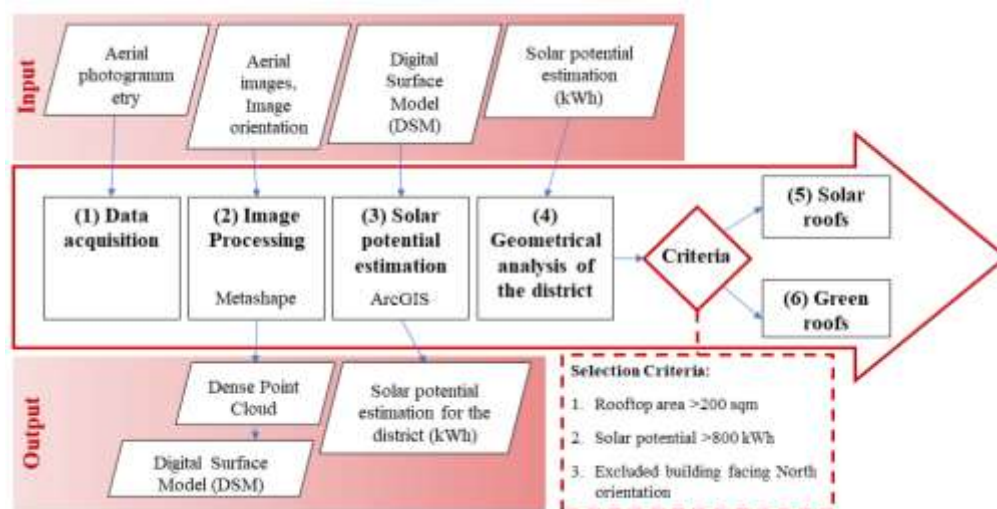 Input
Aerial
photogramm
etry
Aerial
images,
Image
orientation
Digital
Surface
Model
(DSM)
Solar potential
estimation
(kWh)
(1) Data
acquisition
(2) Image
Processing
Metashape
(3) Solar
potential
estimation
ArcGIS
(4)
Geometrical
analysis of
the district
Criteria
(5) Solar
roofs
(6) Green
roofs
Output
Dense Point
Cloud
Digital Surface
Model (DSM)
Solar potential
estimation for the
district (kWh)
Selection Criteria:
1. Rooftop area >200 sqm
2. Solar potential >800 kWh
3. Excluded building facing North
orientation